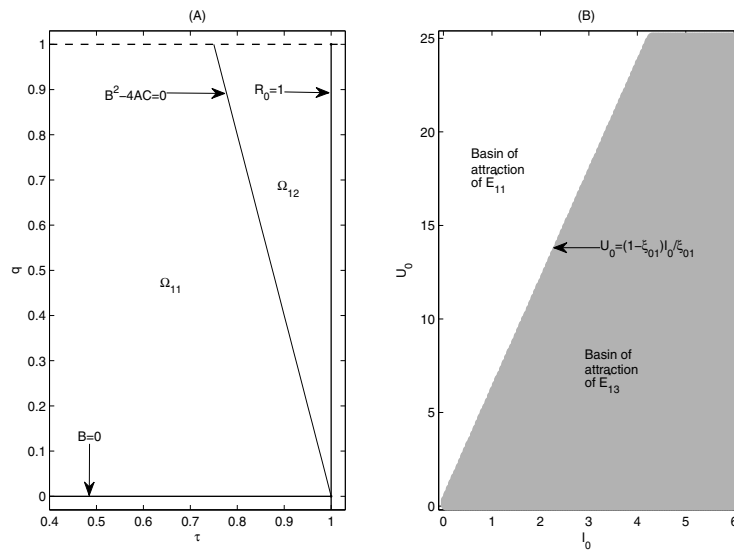 (A)
1
0.9
0.8
0.7
0.6
0.5
0.4
0.3
0.2
0.1
0
q
B²−4AC=0
R₀=1
Ω₁₂
Ω₁₁
B=0
0.4 0.5 0.6 0.7 0.8 0.9 1
τ
(B)
25
20
15
10
5
0
U₀
Basin of
attraction
of E₁₁
U₀=(1−ξ₀₁)I₀/ξ₀₁
Basin of
attraction
of E₁₃
0 1 2 3 4 5 6
I₀